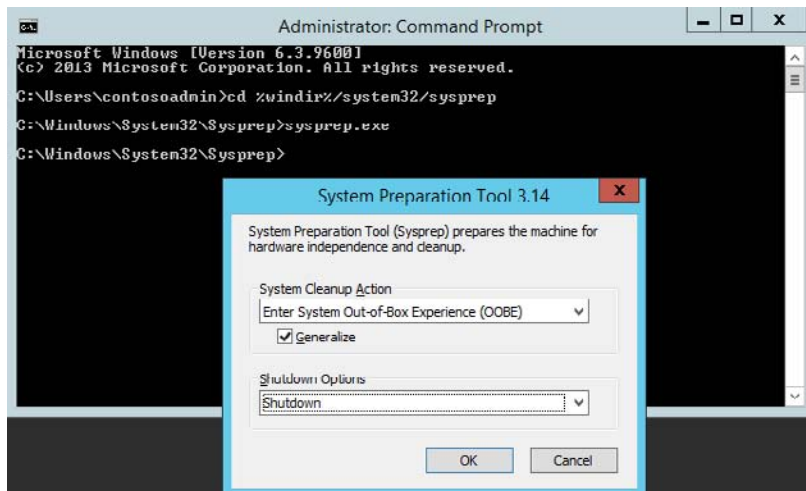 Administrator: Command Prompt
Microsoft Windows [Version 6.3.9600]
(c) 2013 Microsoft Corporation. All rights reserved.
C:\Users\contosoadmin>cd %windir%/system32/sysprep
C:\Windows\System32\Sysprep>sysprep.exe
C:\Windows\System32\Sysprep>
System Preparation Tool 3.14
System Preparation Tool (Sysprep) prepares the machine for
hardware independence and cleanup.
System Cleanup Action
Enter System Out-of-Box Experience (OOBE)
Generalize
Shutdown Options
Shutdown
OK Cancel